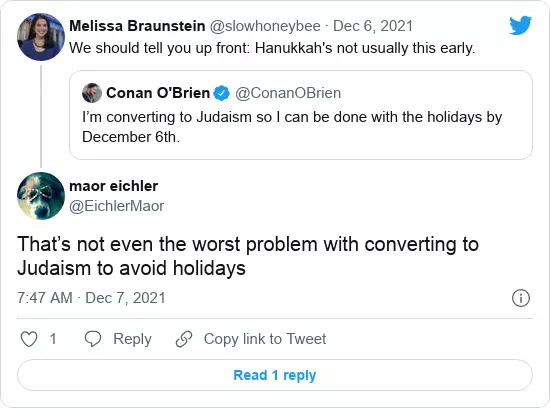 Melissa Braunstein @slowhoneybee · Dec 6, 2021
We should tell you up front: Hanukkah's not usually this early.
Conan O'Brien @ConanOBrien
I’m converting to Judaism so I can be done with the holidays by
December 6th.
maor eichler
@EichlerMaor
That’s not even the worst problem with converting to
Judaism to avoid holidays
7:47 AM · Dec 7, 2021
1 Reply Copy link to Tweet
Read 1 reply